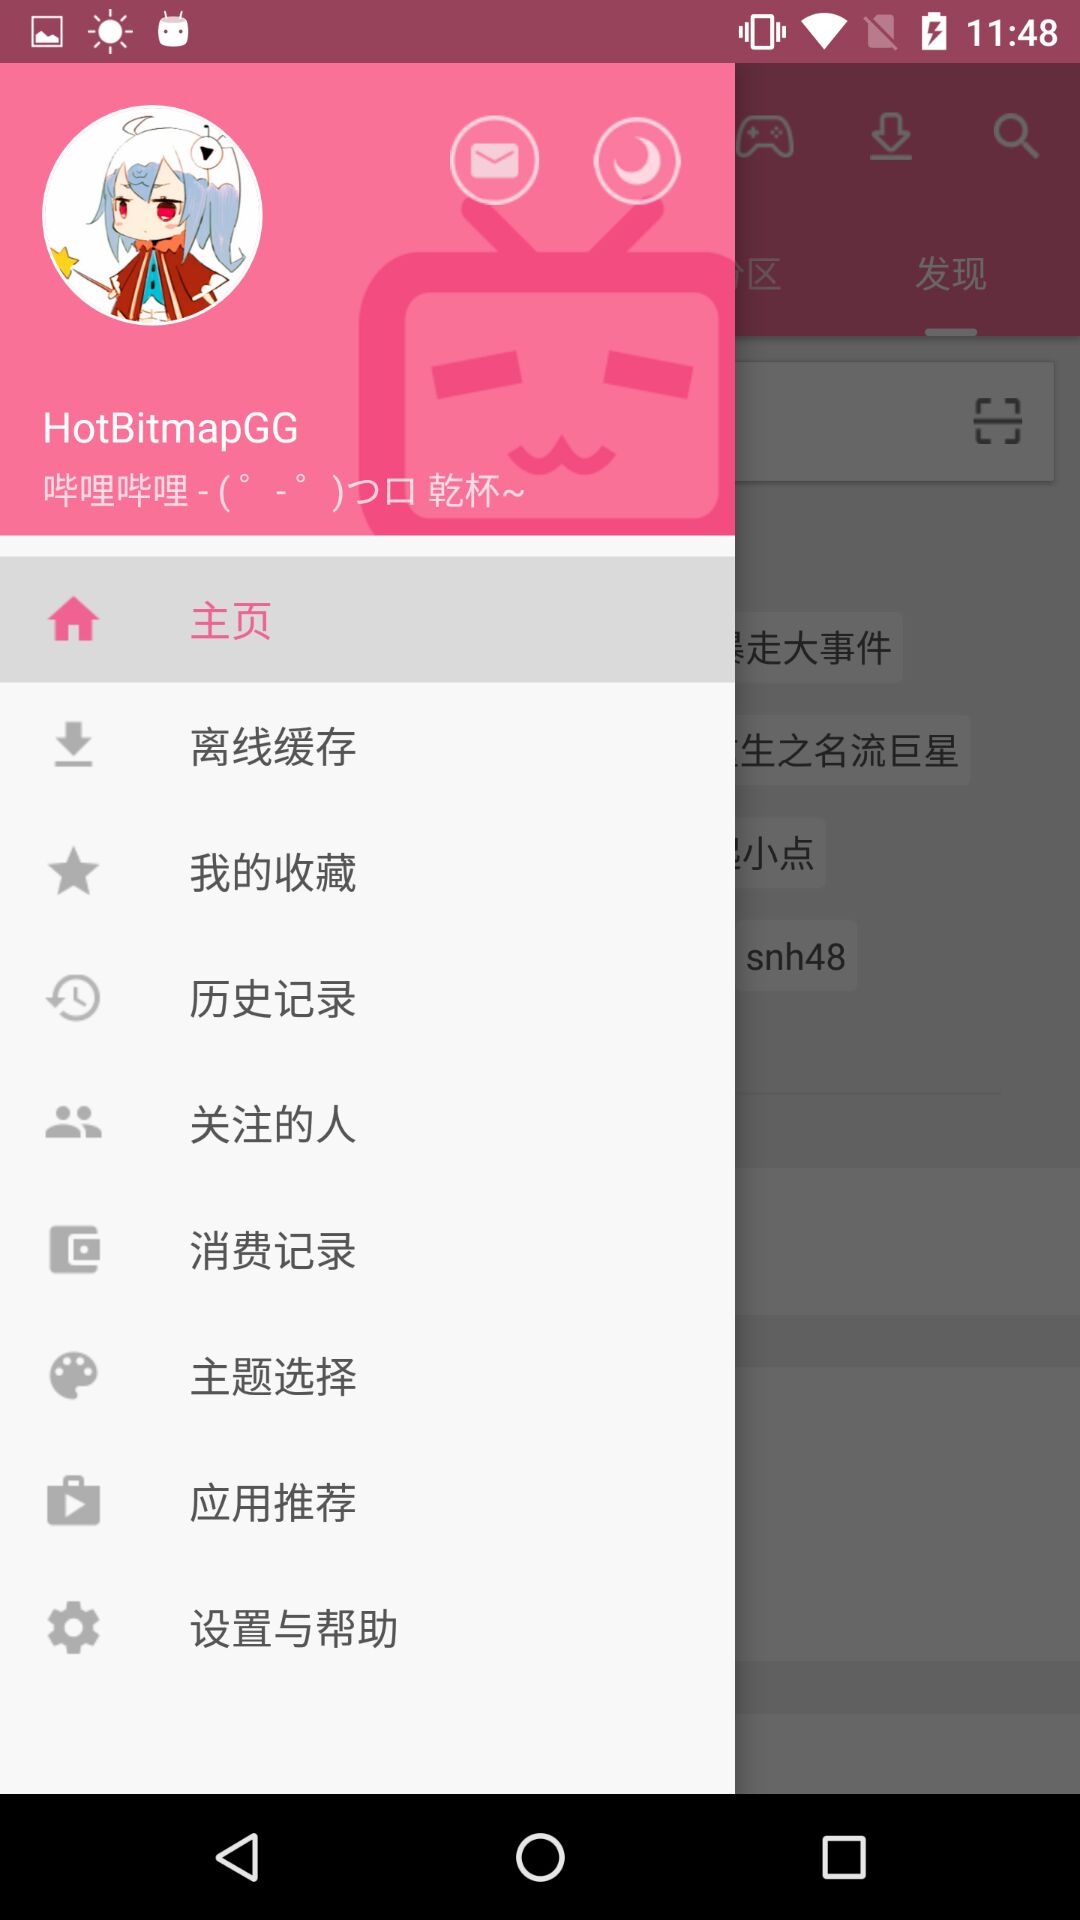 11:48
区
发现
HotBitmapGG
哔哩哔哩 - ( ゜- ゜)つロ 乾杯~
主页
走大事件
离线缓存
生之名流巨星
我的收藏
小点
snh48
历史记录
关注的人
消费记录
主题选择
应用推荐
设置与帮助